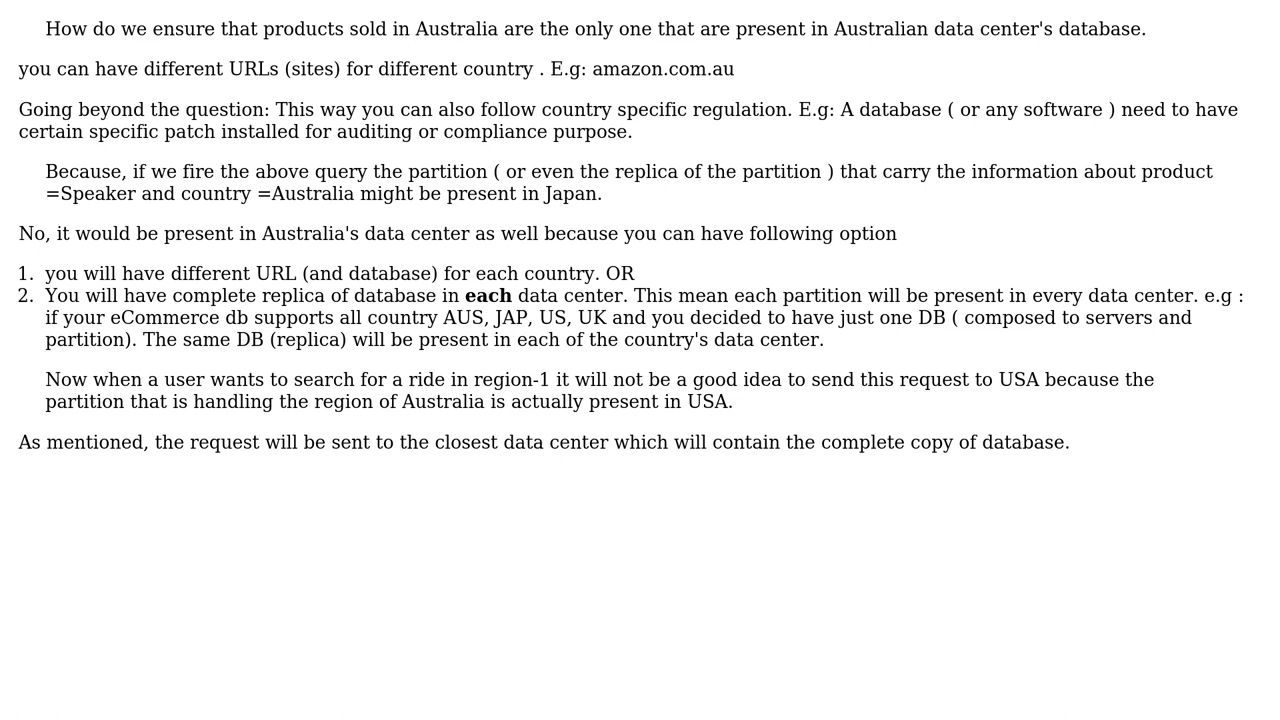 How do we ensure that products sold in Australia are the only one that are present in Australian data center's database.
you can have different URLs (sites) for different country . E.g: amazon.com.au
Going beyond the question: This way you can also follow country specific regulation. E.g: A database ( or any software ) need to have
certain specific patch installed for auditing or compliance purpose.
Because, if we fire the above query the partition ( or even the replica of the partition ) that carry the information about product
=Speaker and country =Australia might be present in Japan.
No, it would be present in Australia's data center as well because you can have following option
1. you will have different URL (and database) for each country. OR
2. You will have complete replica of database in each data center. This mean each partition will be present in every data center. e.g :
if your eCommerce db supports all country AUS, JAP, US, UK and you decided to have just one DB ( composed to servers and
partition). The same DB (replica) will be present in each of the country's data center.
Now when a user wants to search for a ride in region-1 it will not be a good idea to send this request to USA because the
partition that is handling the region of Australia is actually present in USA.
As mentioned, the request will be sent to the closest data center which will contain the complete copy of database.